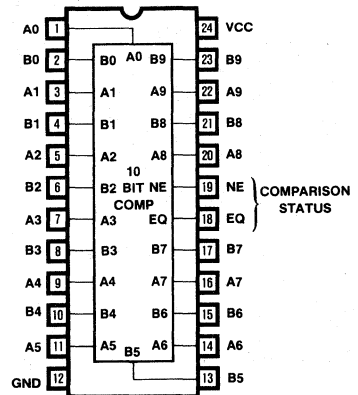 A0 1 24 VCC
B0 2 B0 A0 B9 23 B9
A1 3 A1 A9 22 A9
B1 4 B1 B8 21 B8
A2 5 A2 A8 20 A8
10
B2 6 B2 BIT NE 19 NE
COMP
COMPARISON
STATUS
A3 7 A3 EQ 18 EQ
B3 8 B3 B7 17 B7
A4 9 A4 A7 16 A7
B4 10 B4 B6 15 B6
A5 11 A5 A6 14 A6
B5
GND 12 13 B5